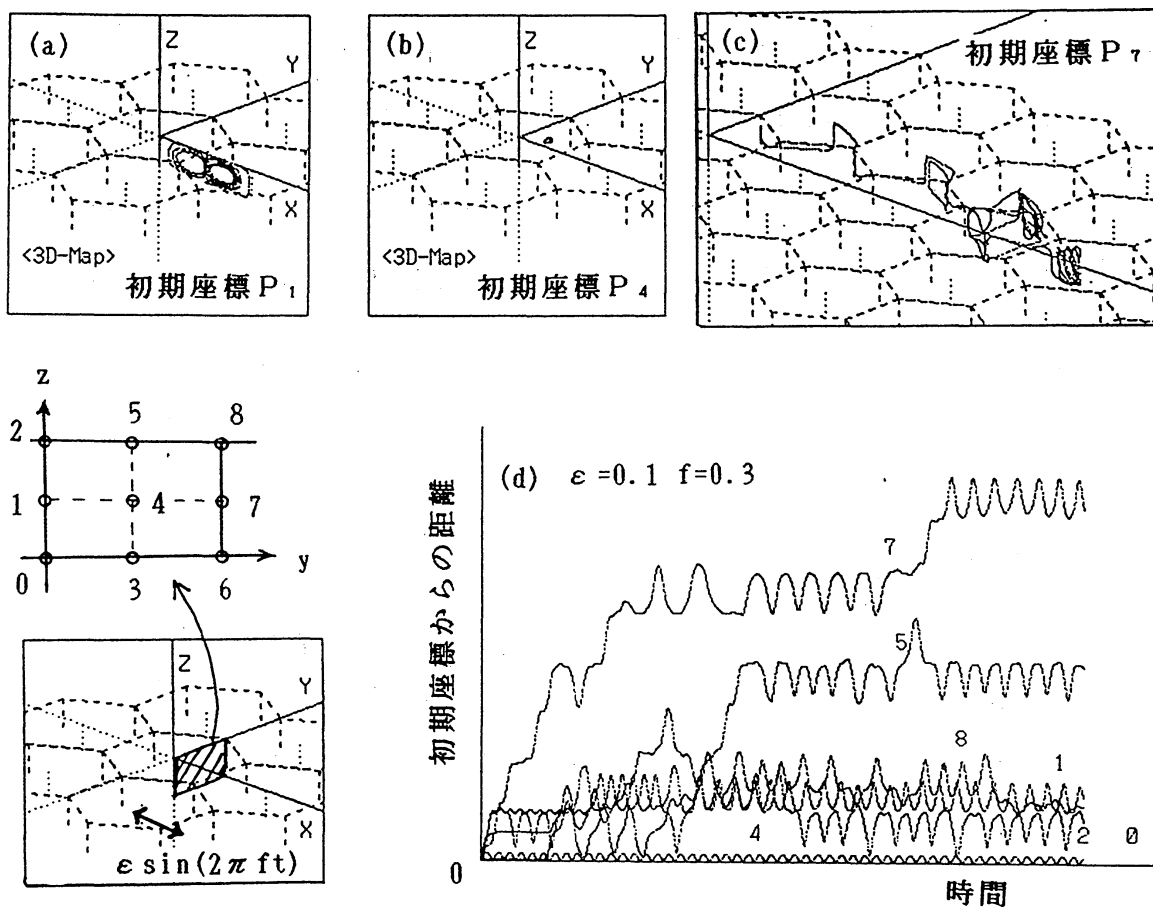 (a)
Z
Y
X
<3D-Map>
初期座標P₁
(b)
Z
Y
X
<3D-Map>
初期座標P₄
(c)
初期座標P₇
z
2
5
8
1
4
7
0
3
6
y
Z
Y
X
ε sin(2π ft)
(d) ε=0.1 f=0.3
初期座標からの距離
7
5
8
1
4
2
0
0
時間